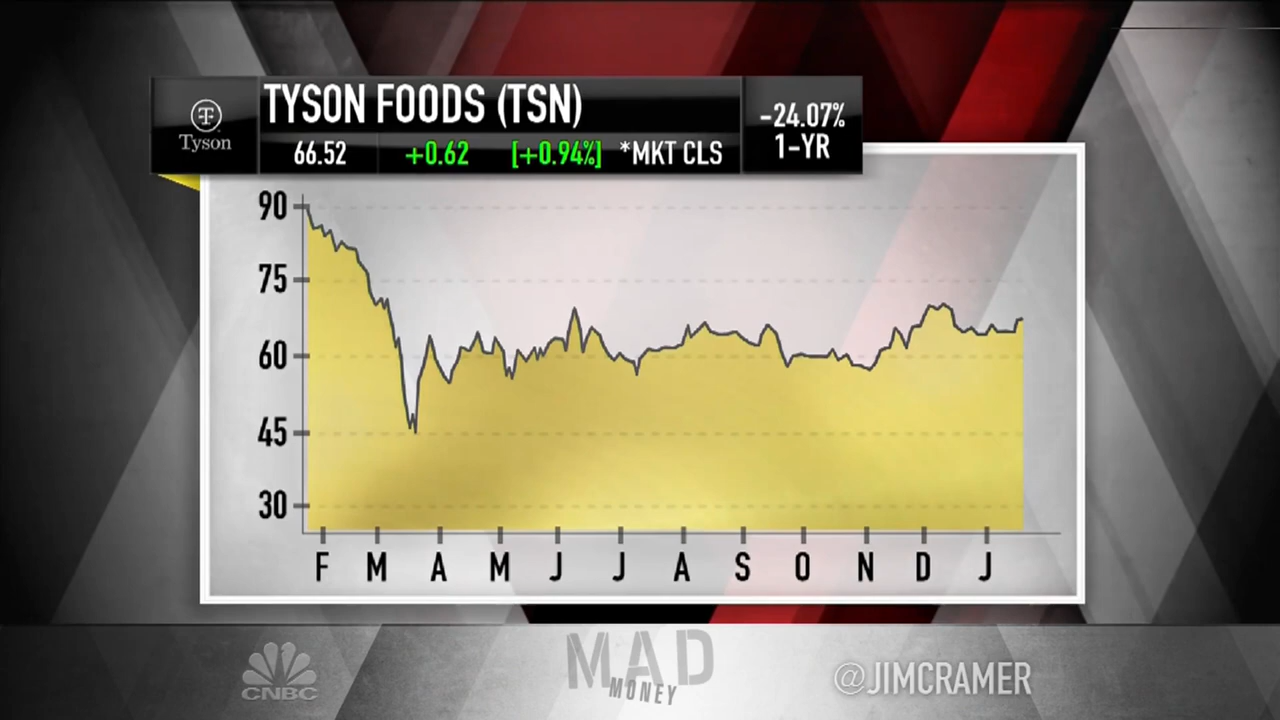 TYSON FOODS (TSN)
T
Tyson
66.52 +0.62 [+0.94%] *MKT CLS
-24.07%
1-YR
90
75
60
45
30
F M A M J J A S O N D J
CNBC
MAD
MONEY
@JIMCRAMER